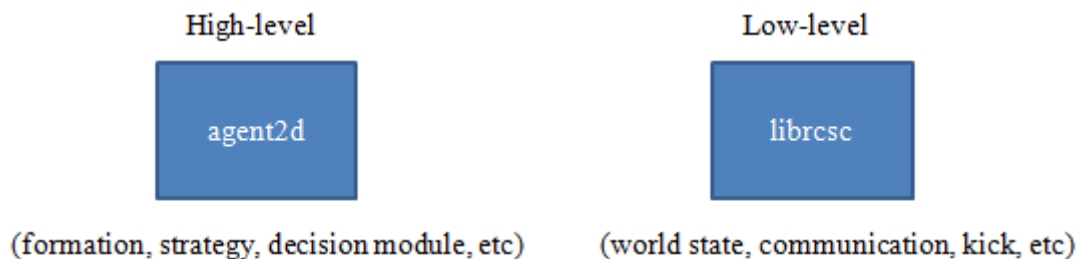 High-level
Low-level
agent2d
librcsc
(formation, strategy, decision module, etc)
(world state, communication, kick, etc)